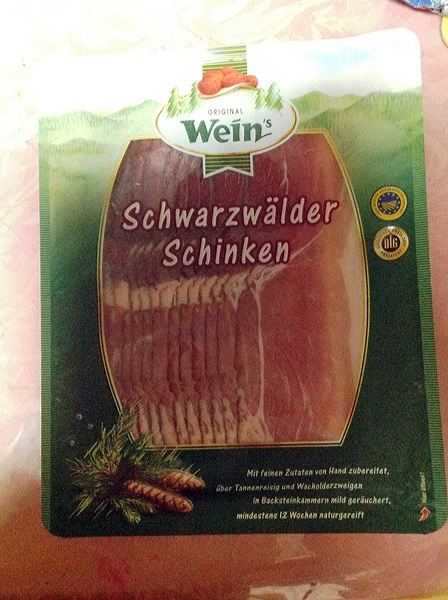 ORIGINAL
Wein's
Schwarzwälder
Schinken
DLG
Mit feinen Zutaten von Hand zubereitet,
über Tannenreisig und Wacholderzweigen
in Backsteinkammern mild geräuchert,
mindestens 12 Wochen naturgereift